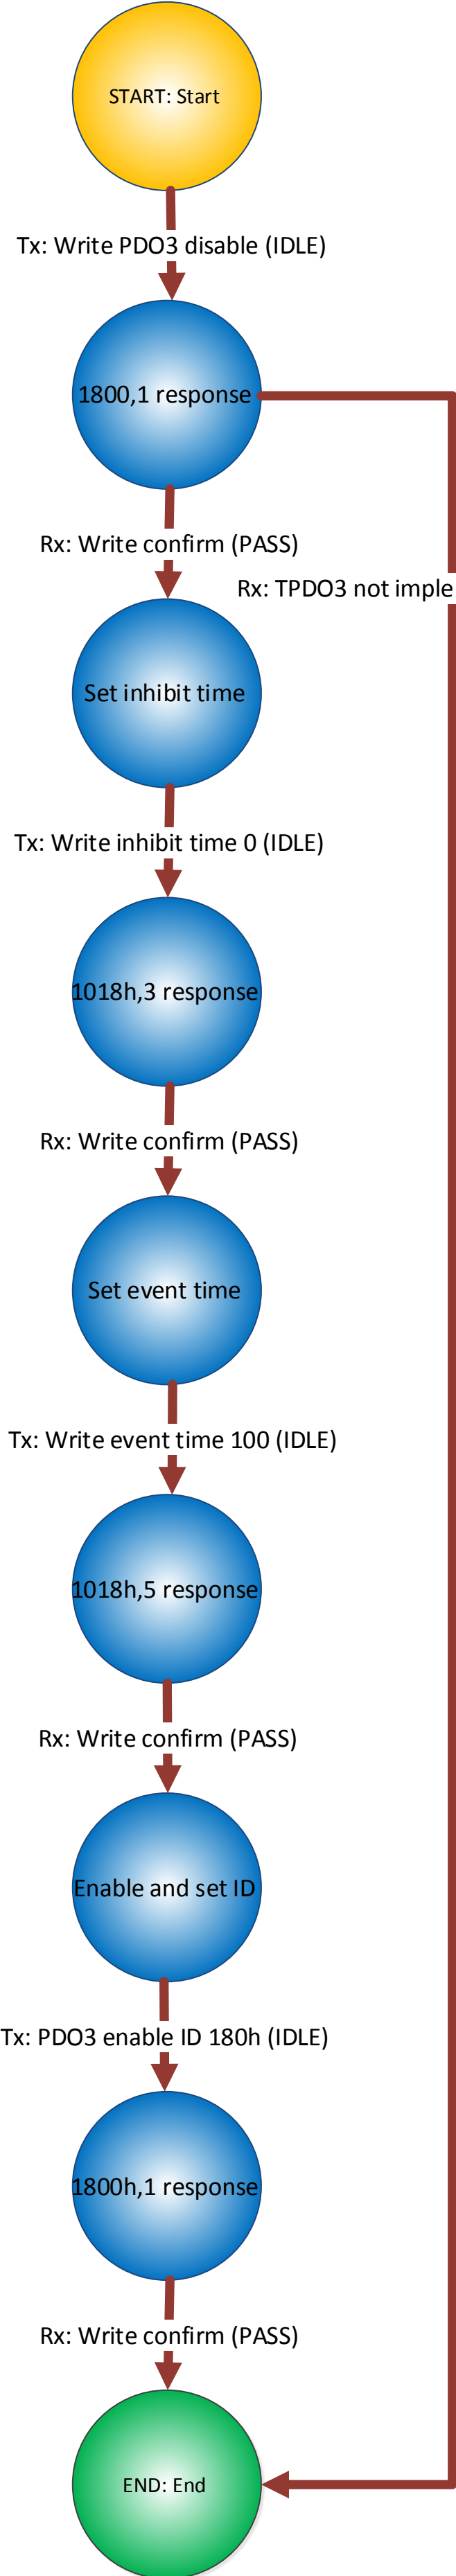 START: Start
Tx: Write PDO3 disable (IDLE)
1800,1 response
Rx: Write confirm (PASS)
Rx: TPDO3 not imple
Set inhibit time
Tx: Write inhibit time 0 (IDLE)
1018h,3 response
Rx: Write confirm (PASS)
Set event time
Tx: Write event time 100 (IDLE)
1018h,5 response
Rx: Write confirm (PASS)
Enable and set ID
Tx: PDO3 enable ID 180h (IDLE)
1800h,1 response
Rx: Write confirm (PASS)
END: End